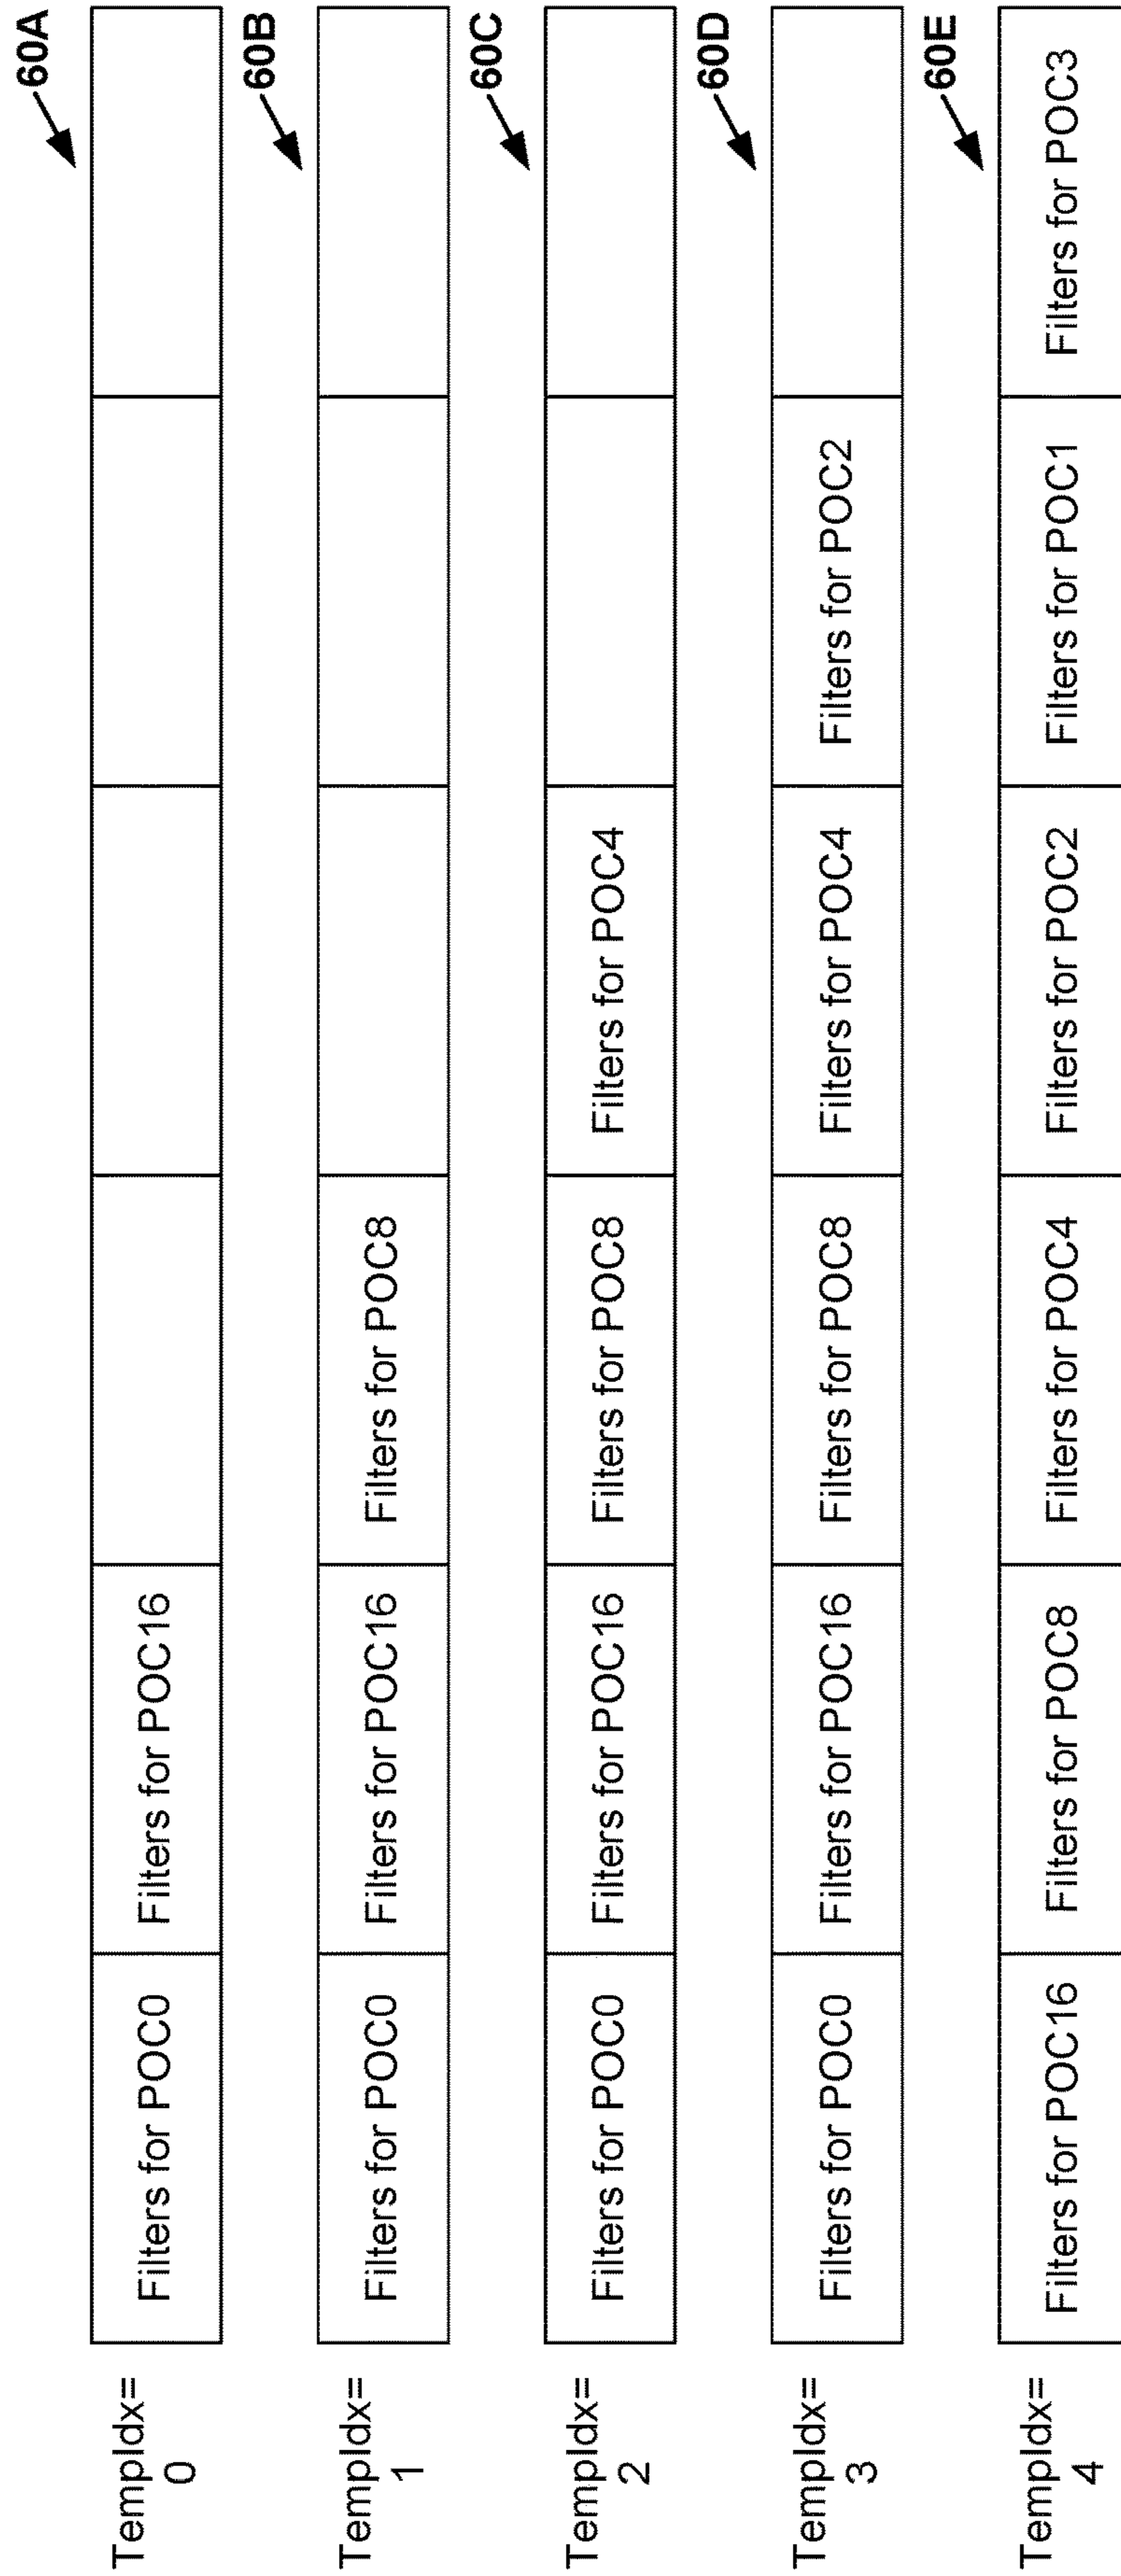 60A
TempIdx=
0
Filters for POC0
Filters for POC16
60B
TempIdx=
1
Filters for POC0
Filters for POC16
Filters for POC8
60C
TempIdx=
2
Filters for POC0
Filters for POC16
Filters for POC8
Filters for POC4
60D
TempIdx=
3
Filters for POC0
Filters for POC16
Filters for POC8
Filters for POC4
Filters for POC2
60E
TempIdx=
4
Filters for POC16
Filters for POC8
Filters for POC4
Filters for POC2
Filters for POC1
Filters for POC3